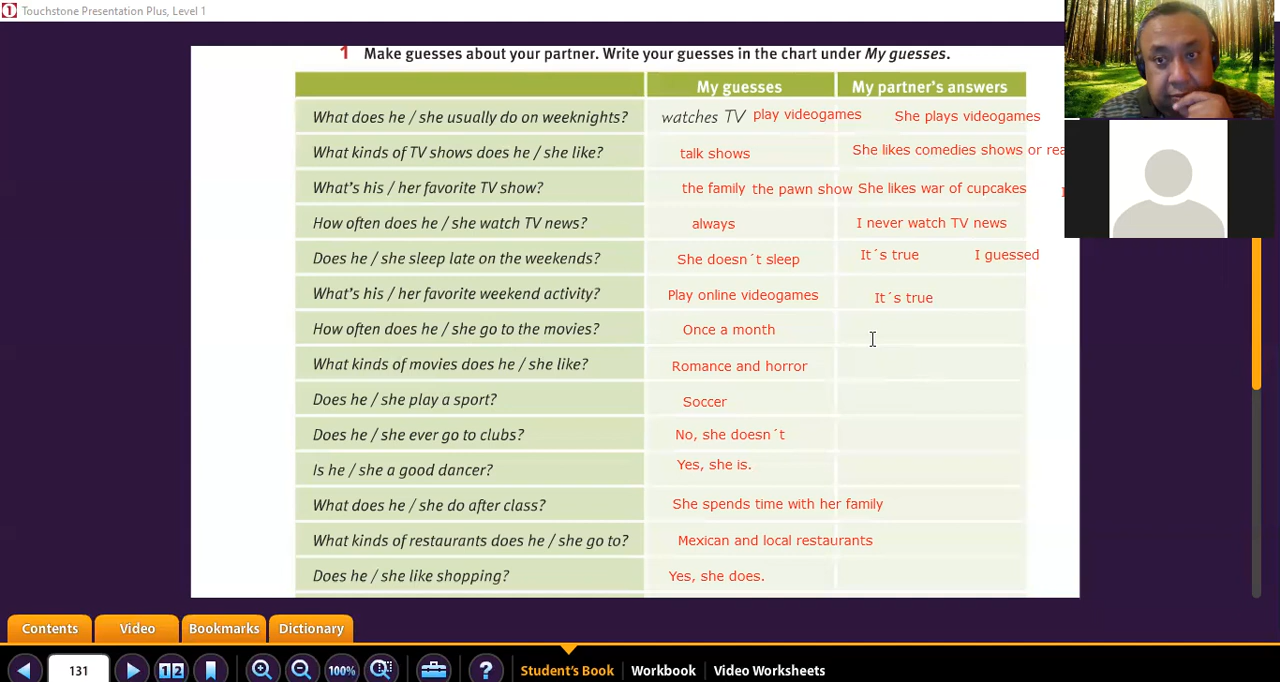 Touchstone Presentation Plus, Level 1
1 Make guesses about your partner. Write your guesses in the chart under My guesses.
My guesses My partner's answers
What does he / she usually do on weeknights? watches TV play videogames She plays videogames
What kinds of TV shows does he / she like? talk shows She likes comedies shows or rea
What's his / her favorite TV show? the family the pawn show She likes war of cupcakes
How often does he / she watch TV news? always I never watch TV news
Does he / she sleep late on the weekends? She doesn´t sleep It´s true I guessed
What's his / her favorite weekend activity? Play online videogames It´s true
How often does he / she go to the movies? Once a month
What kinds of movies does he / she like? Romance and horror
Does he / she play a sport? Soccer
Does he / she ever go to clubs? No, she doesn´t
Is he / she a good dancer? Yes, she is.
What does he / she do after class? She spends time with her family
What kinds of restaurants does he / she go to? Mexican and local restaurants
Does he / she like shopping? Yes, she does.
Contents Video Bookmarks Dictionary
131 1 2 100% ? Student's Book Workbook Video Worksheets